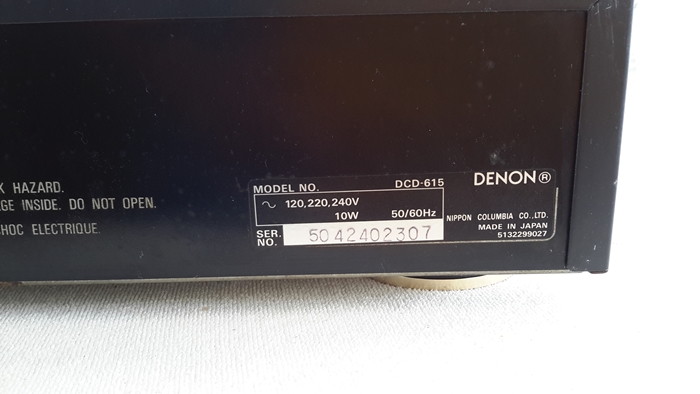 K HAZARD.
GE INSIDE. DO NOT OPEN.
HOC ELECTRIQUE
MODEL NO. DCD-615
~ 120,220,240V
10W 50/60Hz
SER. NO. 5042402307
DENON®
NIPPON COLUMBIA CO.,LTD.
MADE IN JAPAN
5132299027